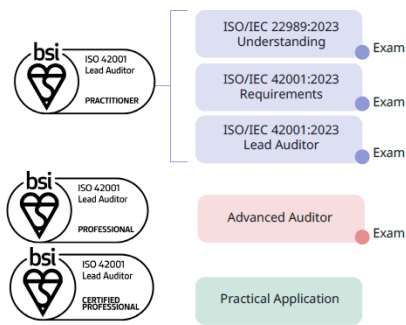 bsi
ISO 42001
Lead Auditor
PRACTITIONER
ISO/IEC 22989:2023
Understanding
Exam
ISO/IEC 42001:2023
Requirements
Exam
ISO/IEC 42001:2023
Lead Auditor
Exam
bsi
ISO 42001
Lead Auditor
PROFESSIONAL
Advanced Auditor
Exam
bsi
ISO 42001
Lead Auditor
CERTIFIED
PROFESSIONAL
Practical Application